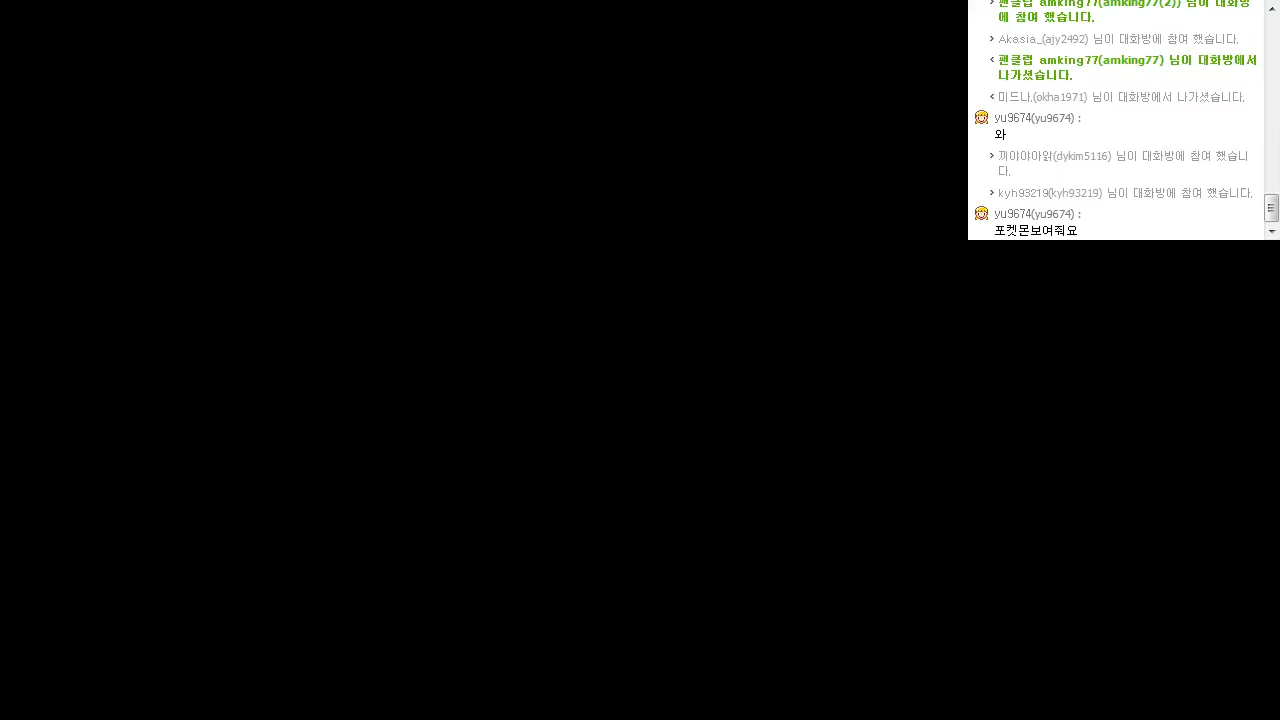 > 팬클럽 amking77(amking77(2)) 님이 대화방
에 참여 했습니다.
> Akasia_(ajy2492) 님이 대화방에 참여 했습니다.
< 팬클럽 amking77(amking77) 님이 대화방에서
나가셨습니다.
< 미드나.(okha1971) 님이 대화방에서 나가셨습니다.
yu9674(yu9674) :
와
> 끼야야아앍(dykim5116) 님이 대화방에 참여 했습니
다.
> kyh93219(kyh93219) 님이 대화방에 참여 했습니다.
yu9674(yu9674) :
포켓몬보여줘요